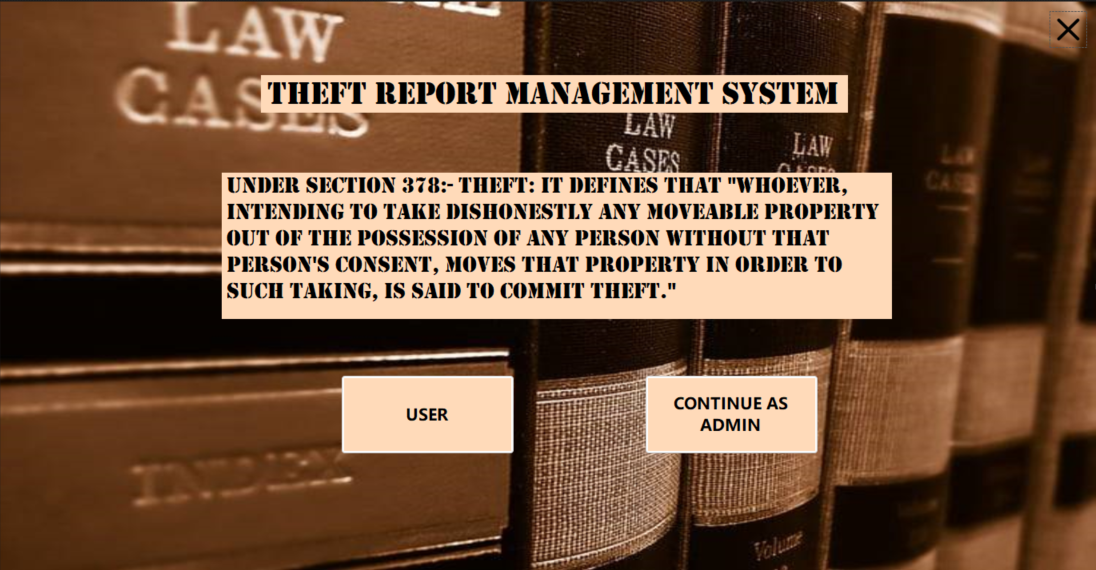 LAW
CASES
THEFT REPORT MANAGEMENT SYSTEM
LAW
CASES
LAW
CASES
LAW
CASES
UNDER SECTION 378:- THEFT: IT DEFINES THAT "WHOEVER,
INTENDING TO TAKE DISHONESTLY ANY MOVEABLE PROPERTY
OUT OF THE POSSESSION OF ANY PERSON WITHOUT THAT
PERSON'S CONSENT, MOVES THAT PROPERTY IN ORDER TO
SUCH TAKING, IS SAID TO COMMIT THEFT."
USER
CONTINUE AS
ADMIN
INDEX
Volume